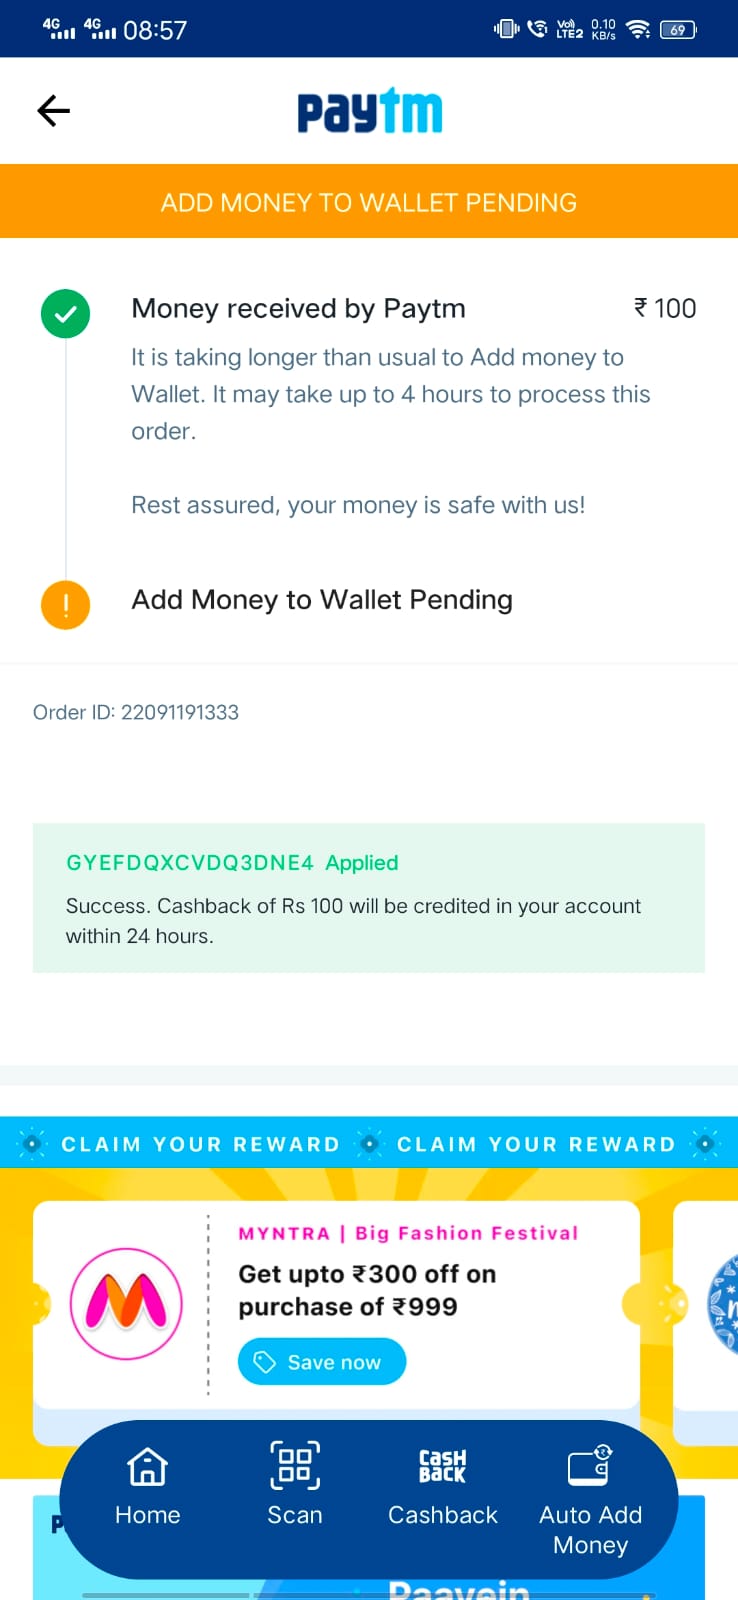 4G 4G 08:57 Vo)) LTE2 0.10 KB/s 69
paytm
ADD MONEY TO WALLET PENDING
Money received by Paytm ₹ 100
It is taking longer than usual to Add money to
Wallet. It may take up to 4 hours to process this
order.
Rest assured, your money is safe with us!
Add Money to Wallet Pending
Order ID: 22091191333
GYEFDQXCVDQ3DNE4 Applied
Success. Cashback of Rs 100 will be credited in your account
within 24 hours.
CLAIM YOUR REWARD CLAIM YOUR REWARD
MYNTRA | Big Fashion Festival
Get upto ₹300 off on
purchase of ₹999
Save now
CASH
BACK
Home Scan Cashback Auto Add
Money